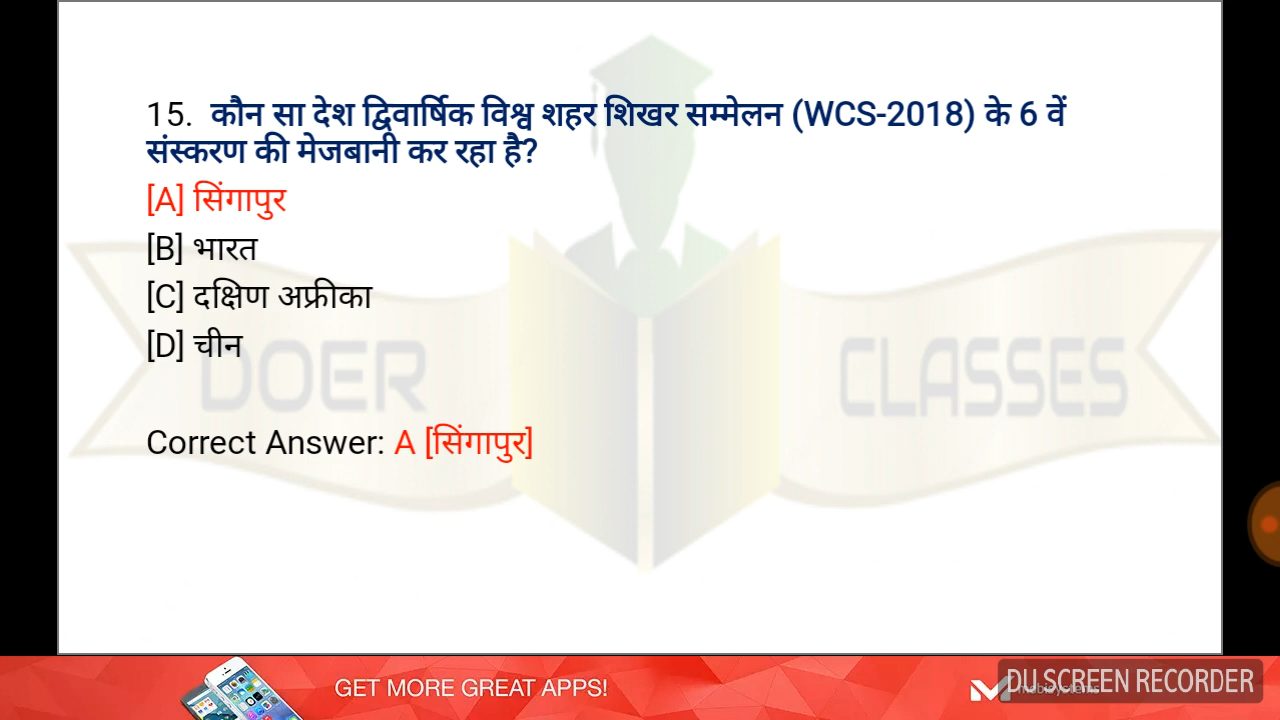 15. कौन सा देश द्विवार्षिक विश्व शहर शिखर सम्मेलन (WCS-2018) के 6 वें
संस्करण की मेजबानी कर रहा है?
[A] सिंगापुर
[B] भारत
[C] दक्षिण अफ्रीका
[D] चीन
DOER CLASSES
Correct Answer: A [सिंगापुर]
GET MORE GREAT APPS!
DU SCREEN RECORDER